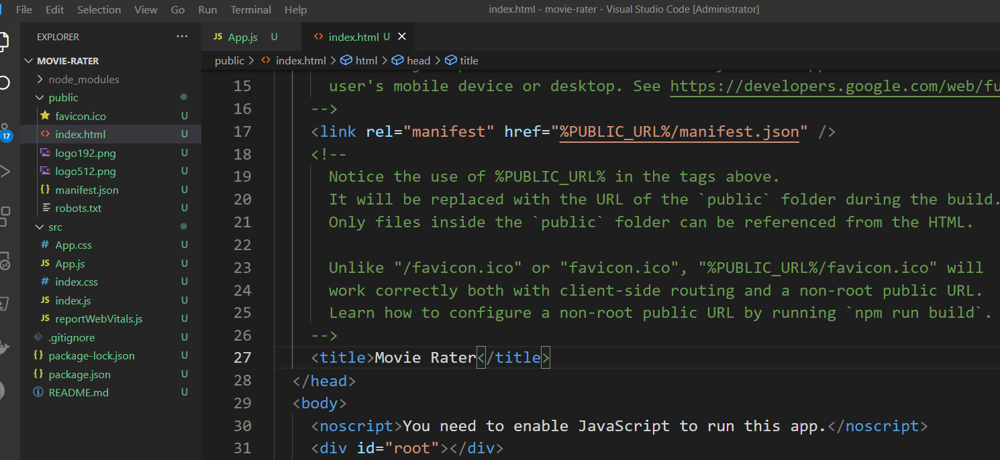 File Edit Selection View Go Run Terminal Help index.html - movie-rater - Visual Studio Code [Administrator]
EXPLORER ···
MOVIE-RATER
node_modules
public
favicon.ico U
index.html U
logo192.png U
logo512.png U
manifest.json U
robots.txt U
src
# App.css U
JS App.js U
# index.css U
JS index.js U
JS reportWebVitals.js U
.gitignore U
{} package-lock.json U
{} package.json U
README.md U
17
JS App.js U <> index.html U
public > <> index.html > html > head > title
15 user's mobile device or desktop. See https://developers.google.com/web/fu
16 -->
17 <link rel="manifest" href="%PUBLIC_URL%/manifest.json" />
18 <!--
19 Notice the use of %PUBLIC_URL% in the tags above.
20 It will be replaced with the URL of the `public` folder during the build.
21 Only files inside the `public` folder can be referenced from the HTML.
22
23 Unlike "/favicon.ico" or "favicon.ico", "%PUBLIC_URL%/favicon.ico" will
24 work correctly both with client-side routing and a non-root public URL.
25 Learn how to configure a non-root public URL by running `npm run build`.
26 -->
27 <title>Movie Rater</title>
28 </head>
29 <body>
30 <noscript>You need to enable JavaScript to run this app.</noscript>
31 <div id="root"></div>